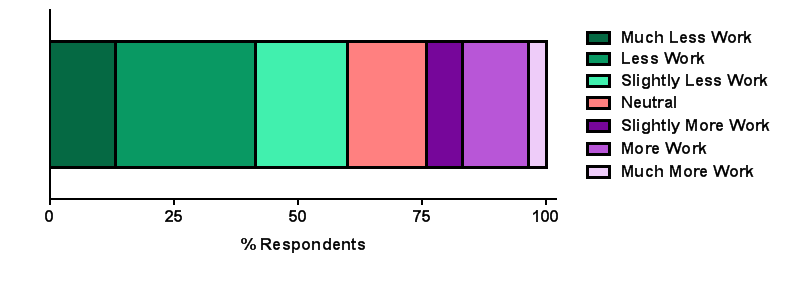 Much Less Work
Less Work
Slightly Less Work
Neutral
Slightly More Work
More Work
Much More Work
0 25 50 75 100
% Respondents